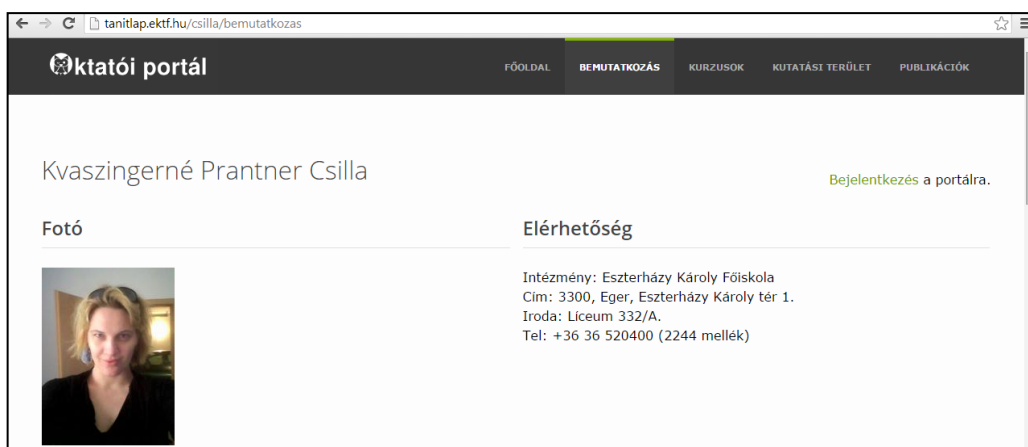 tanitlap.ektf.hu/csilla/bemutatkozas
Oktatói portál
FŐOLDAL BEMUTATKOZÁS KURZUSOK KUTATÁSI TERÜLET PUBLIKÁCIÓK
Kvaszingerné Prantner Csilla
Bejelentkezés a portálra.
Fotó
Elérhetőség
Intézmény: Eszterházy Károly Főiskola
Cím: 3300, Eger, Eszterházy Károly tér 1.
Iroda: Líceum 332/A.
Tel: +36 36 520400 (2244 mellék)